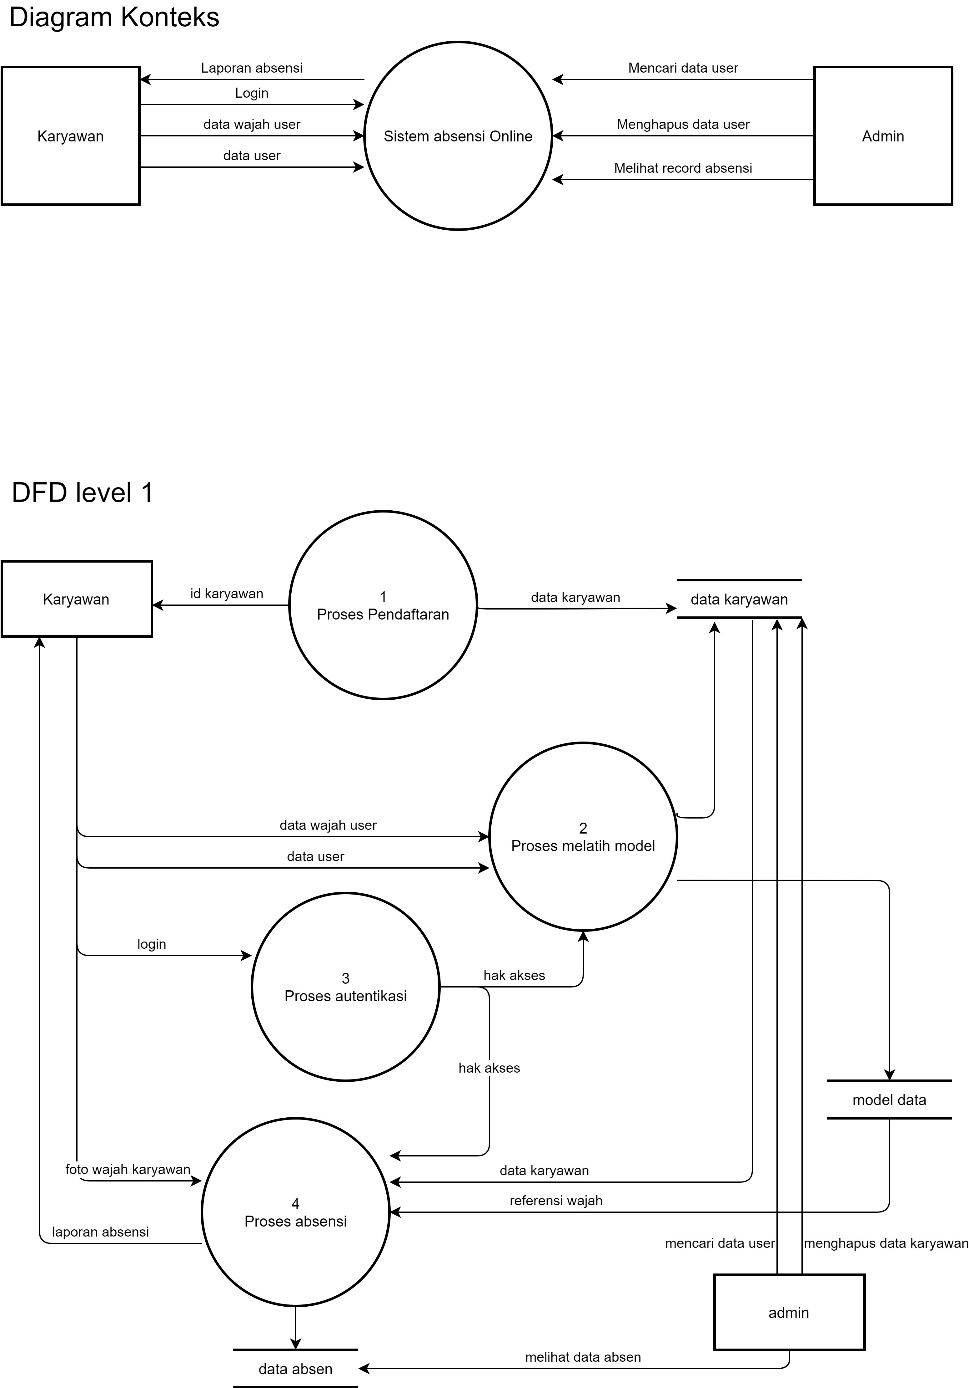 Diagram Konteks
Laporan absensi
Mencari data user
Login
Karyawan
data wajah user
Sistem absensi Online
Menghapus data user
Admin
data user
Melihat record absensi
DFD level 1
Karyawan
id karyawan
1
Proses Pendaftaran
data karyawan
data karyawan
data wajah user
2
Proses melatih model
data user
login
3
Proses autentikasi
hak akses
hak akses
model data
foto wajah karyawan
data karyawan
referensi wajah
4
Proses absensi
laporan absensi
mencari data user
menghapus data karyawan
admin
melihat data absen
data absen